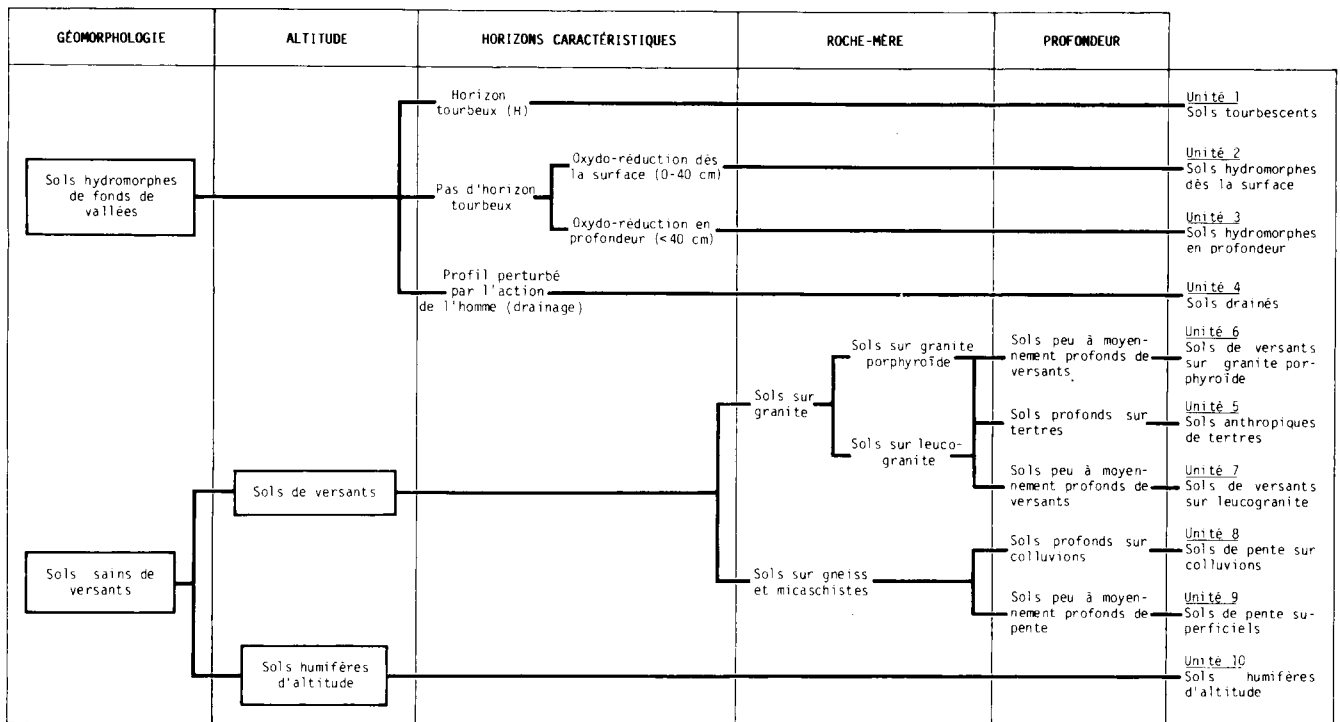 GÉOMORPHOLOGIE
ALTITUDE
HORIZONS CARACTÉRISTIQUES
ROCHE-MÈRE
PROFONDEUR
Sols hydromorphes
de fonds de
vallées
Horizon
tourbeux (H)
Pas d'horizon
tourbeux
Oxydo-réduction dès
la surface (0-40 cm)
Oxydo-réduction en
profondeur (<40 cm)
Profil perturbé
par l'action
de l'homme (drainage)
Unité 1
Sols tourbescents
Unité 2
Sols hydromorphes
dès la surface
Unité 3
Sols hydromorphes
en profondeur
Unité 4
Sols drainés
Sols sains de
versants
Sols de versants
Sols humifères
d'altitude
Sols sur
granite
Sols sur granite
porphyroïde
Sols sur leuco-
granite
Sols sur gneiss
et micaschistes
Sols peu à moyen-
nement profonds de
versants
Sols profonds sur
tertres
Sols peu à moyen-
nement profonds de
versants
Sols profonds sur
colluvions
Sols peu à moyen-
nement profonds de
pente
Unité 6
Sols de versants
sur granite por-
phyroïde
Unité 5
Sols anthropiques
de tertres
Unité 7
Sols de versants
sur leucogranite
Unité 8
Sols de pente sur
colluvions
Unité 9
Sols de pente su-
perficiels
Unité 10
Sols humifères
d'altitude